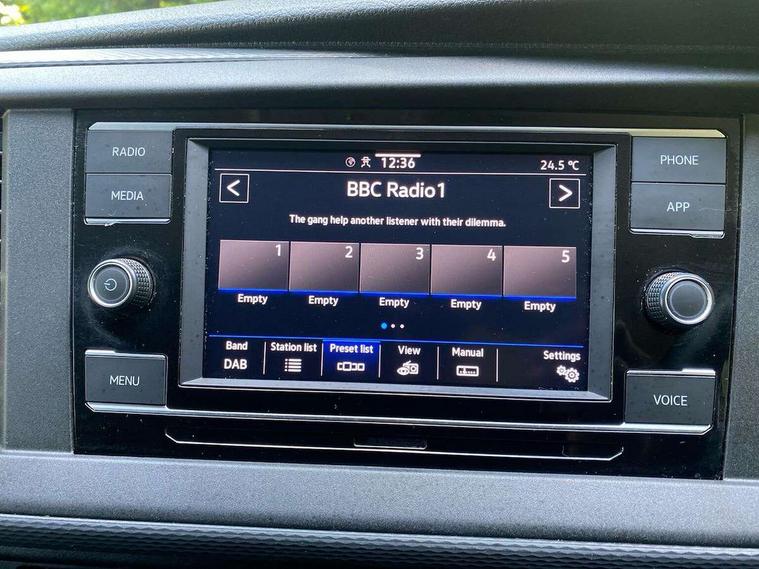 RADIO
MEDIA
MENU
12:36
24.5 °C
<
BBC Radio1
>
The gang help another listener with their dilemma.
1 2 3 4 5
Empty Empty Empty Empty Empty
Band Station list Preset list View Manual Settings
DAB
PHONE
APP
VOICE